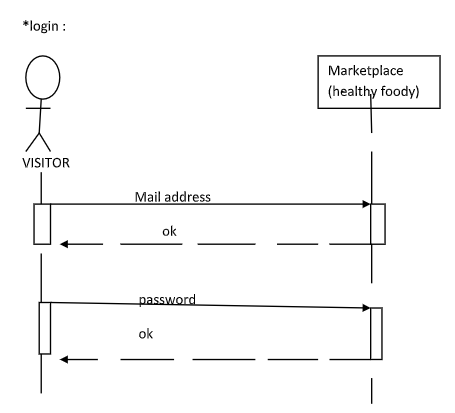 *login :
Marketplace
(healthy foody)
VISITOR
Mail address
ok
password
ok